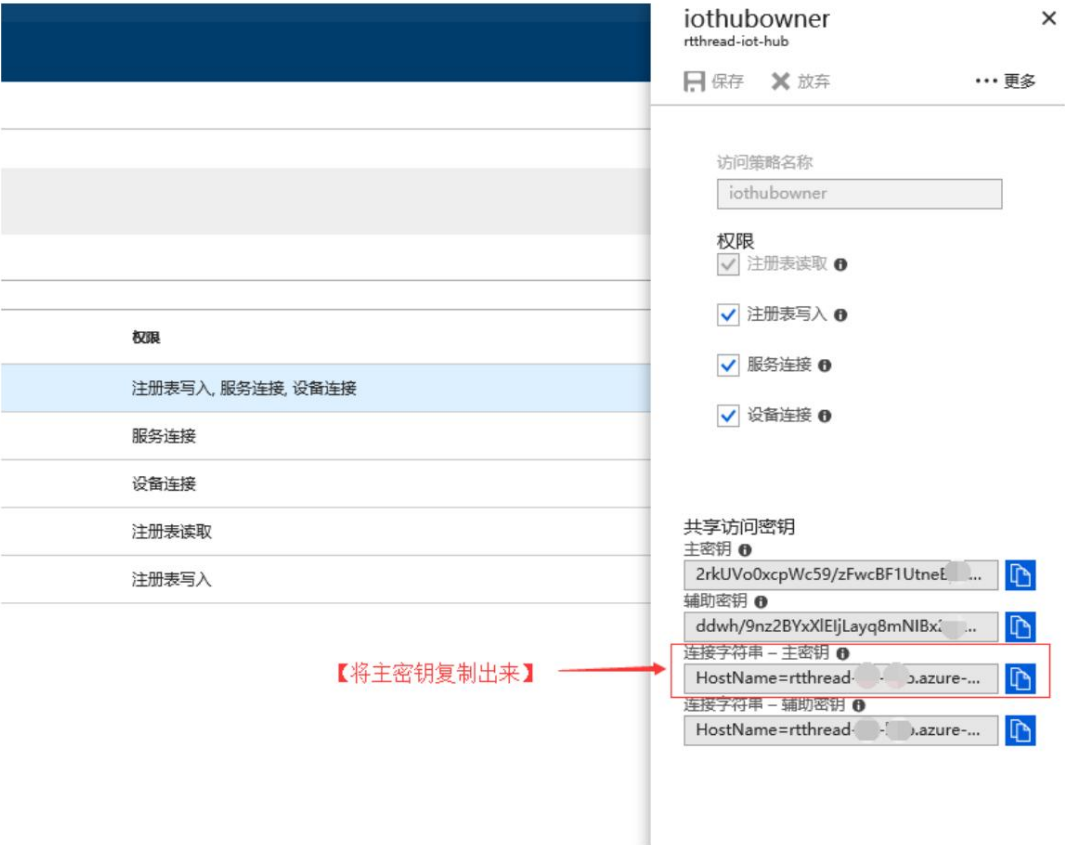 iothubowner
rtthread-iot-hub
保存 放弃 ••• 更多
访问策略名称
iothubowner
权限
注册表读取
注册表写入
服务连接
设备连接
权限
注册表写入, 服务连接, 设备连接
服务连接
设备连接
注册表读取
注册表写入
共享访问密钥
主密钥
2rkUVo0xcpWc59/zFwcBF1Utne ...
辅助密钥
ddwh/9nz2BYxXlEIjLayq8mNIBx ...
连接字符串 – 主密钥
HostName=rtthread- .azure-...
连接字符串 – 辅助密钥
HostName=rtthread- .azure-...
【将主密钥复制出来】